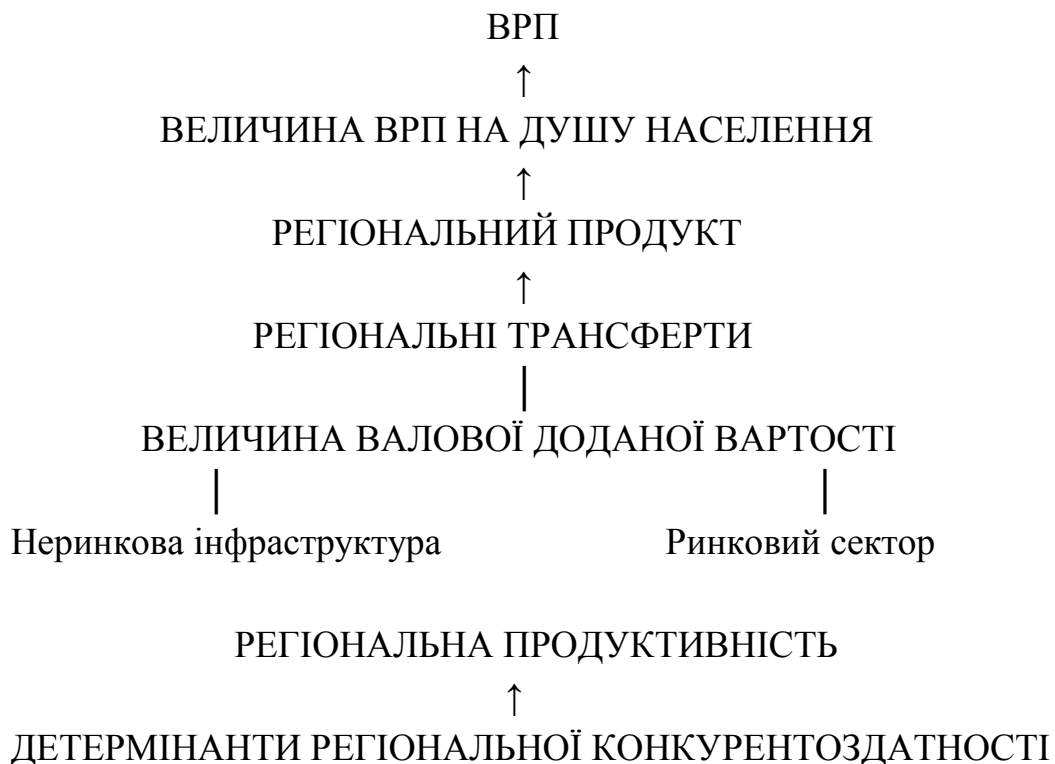 ВРП
↑
ВЕЛИЧИНА ВРП НА ДУШУ НАСЕЛЕННЯ
↑
РЕГІОНАЛЬНИЙ ПРОДУКТ
↑
РЕГІОНАЛЬНІ ТРАНСФЕРТИ
ВЕЛИЧИНА ВАЛОВОЇ ДОДАНОЇ ВАРТОСТІ
Неринкова інфраструктура Ринковий сектор
РЕГІОНАЛЬНА ПРОДУКТИВНІСТЬ
↑
ДЕТЕРМІНАНТИ РЕГІОНАЛЬНОЇ КОНКУРЕНТОЗДАТНОСТІ